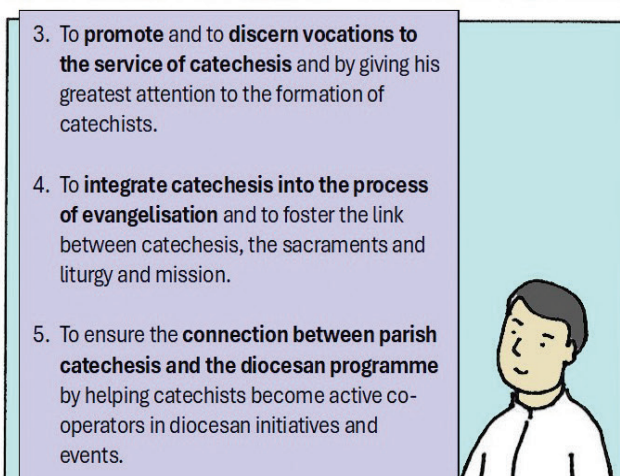 3. To promote and to discern vocations to
the service of catechesis and by giving his
greatest attention to the formation of
catechists.
4. To integrate catechesis into the process
of evangelisation and to foster the link
between catechesis, the sacraments and
liturgy and mission.
5. To ensure the connection between parish
catechesis and the diocesan programme
by helping catechists become active co-
operators in diocesan initiatives and
events.